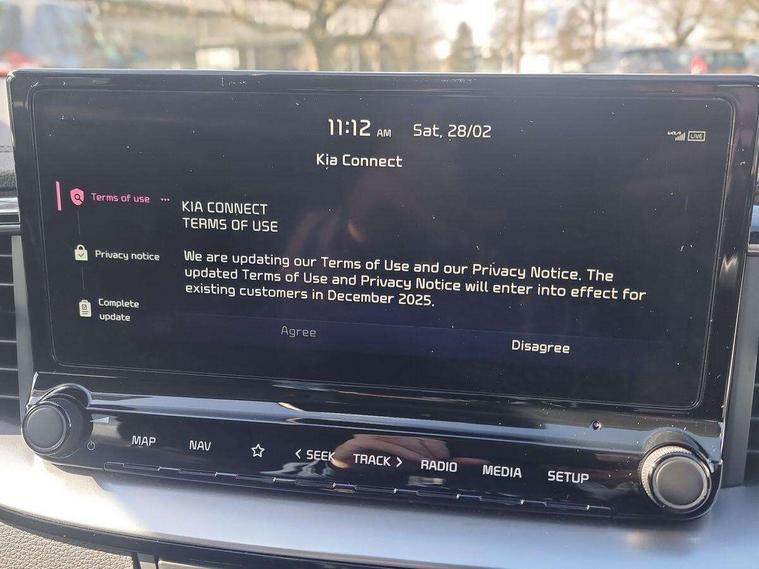 11:12 AM Sat, 28/02
LIVE
Kia Connect
Terms of use ...
Privacy notice
Complete
update
KIA CONNECT
TERMS OF USE
We are updating our Terms of Use and our Privacy Notice. The
updated Terms of Use and Privacy Notice will enter into effect for
existing customers in December 2025.
Agree
Disagree
MAP NAV < SEEK TRACK > RADIO MEDIA SETUP